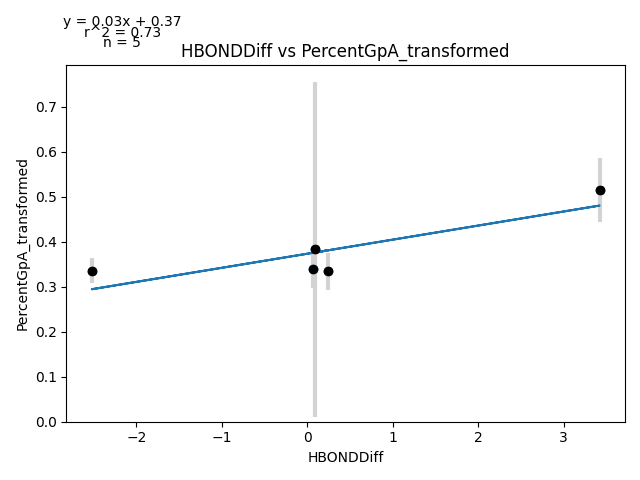 y = 0.03x + 0.37
r^2 = 0.73
n = 5
HBONDDiff vs PercentGpA_transformed
PercentGpA_transformed
0.7
0.6
0.5
0.4
0.3
0.2
0.1
0.0
−2
−1
0
1
2
3
HBONDDiff